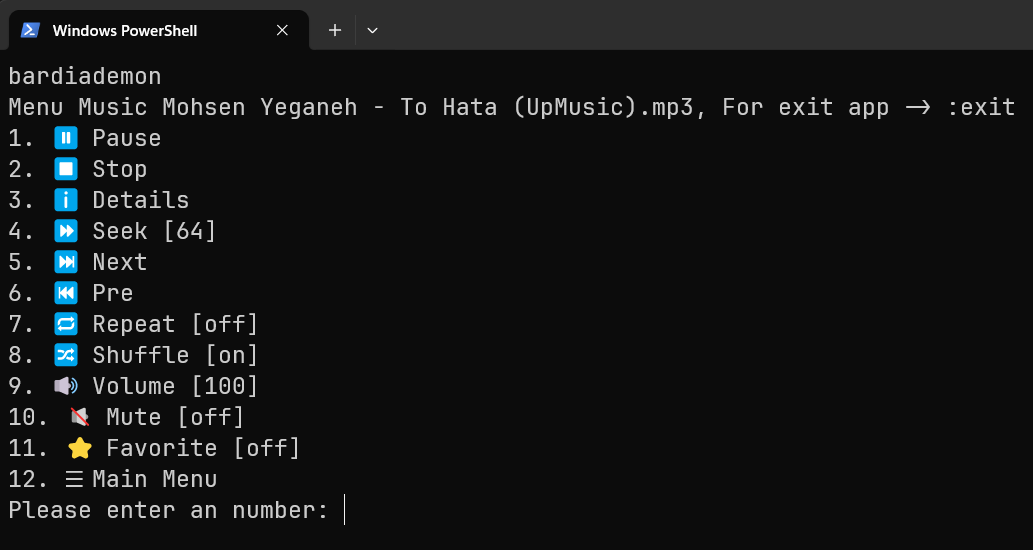 Windows PowerShell
bardiademon
Menu Music Mohsen Yeganeh - To Hata (UpMusic).mp3, For exit app -> :exit
1. ⏸ Pause
2. ⏹ Stop
3. ℹ Details
4. ⏩ Seek [64]
5. ⏭ Next
6. ⏮ Pre
7. 🔁 Repeat [off]
8. 🔀 Shuffle [on]
9. 🔊 Volume [100]
10. 🔇 Mute [off]
11. ⭐ Favorite [off]
12. ☰ Main Menu
Please enter an number: